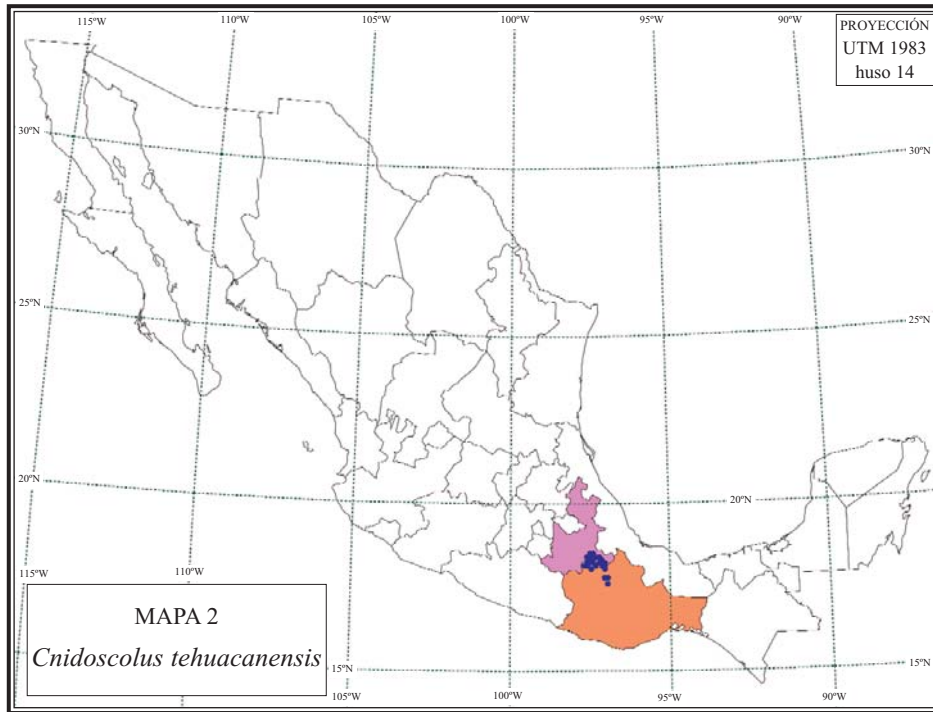 115ºW
110ºW
105ºW
100ºW
95ºW
90ºW
PROYECCIÓN
UTM 1983
huso 14
30ºN
30ºN
25ºN
25ºN
20ºN
20ºN
115ºW
110ºW
MAPA 2
Cnidoscolus tehuacanensis
15ºN
15ºN
105ºW
100ºW
95ºW
90ºW